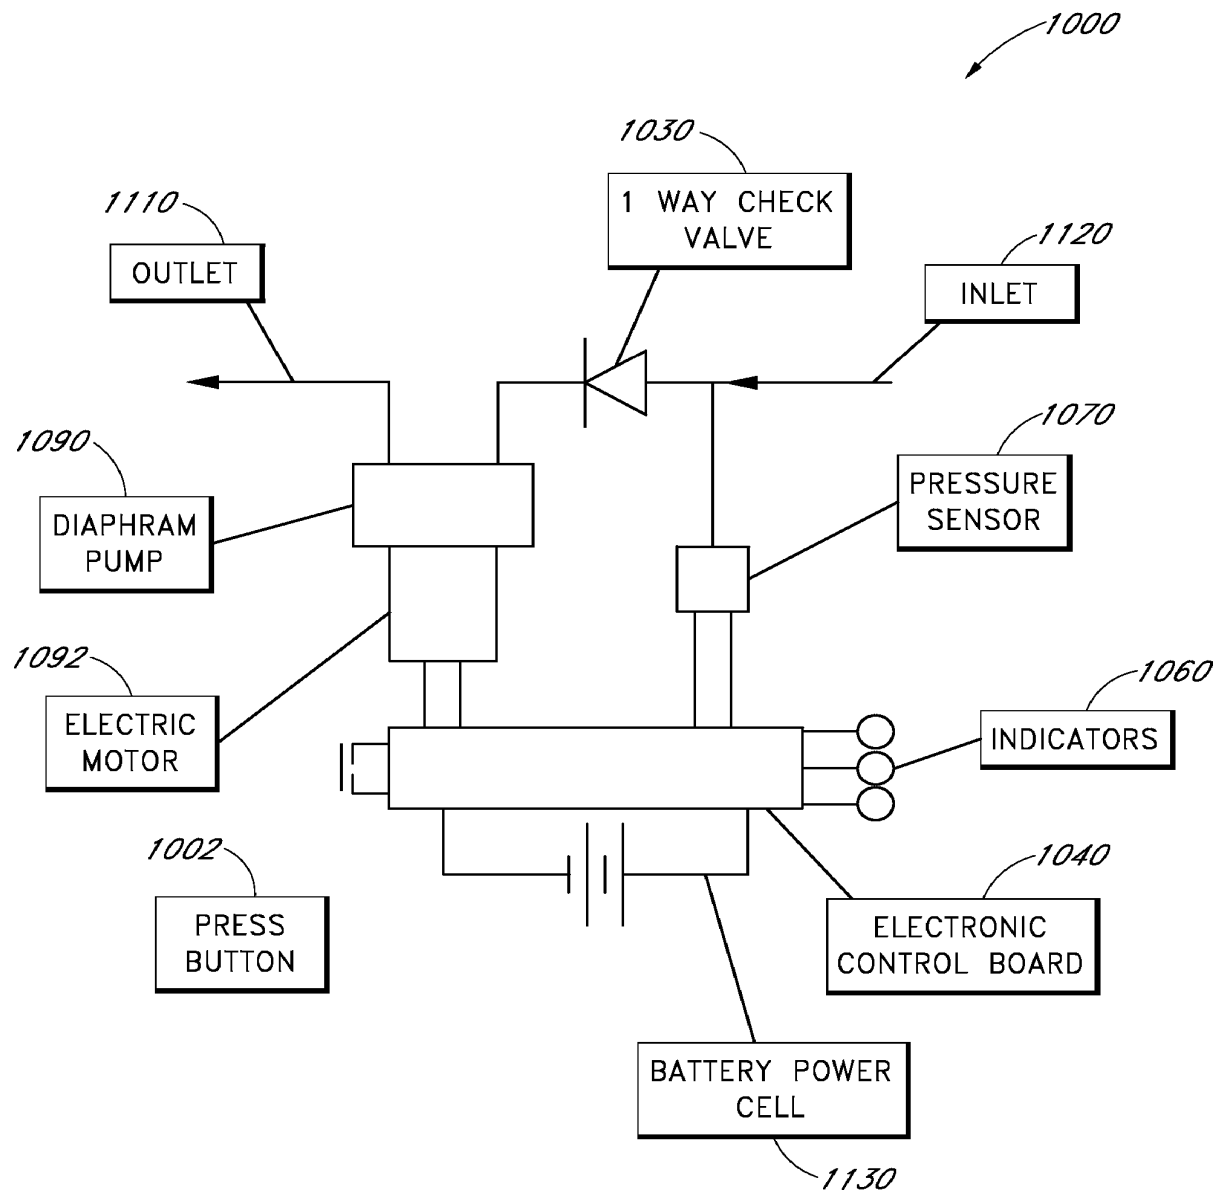 1000
1030
1 WAY CHECK
VALVE
1110
OUTLET
1120
INLET
1090
DIAPHRAM
PUMP
1070
PRESSURE
SENSOR
1092
ELECTRIC
MOTOR
1060
INDICATORS
1002
PRESS
BUTTON
1040
ELECTRONIC
CONTROL BOARD
BATTERY POWER
CELL
1130